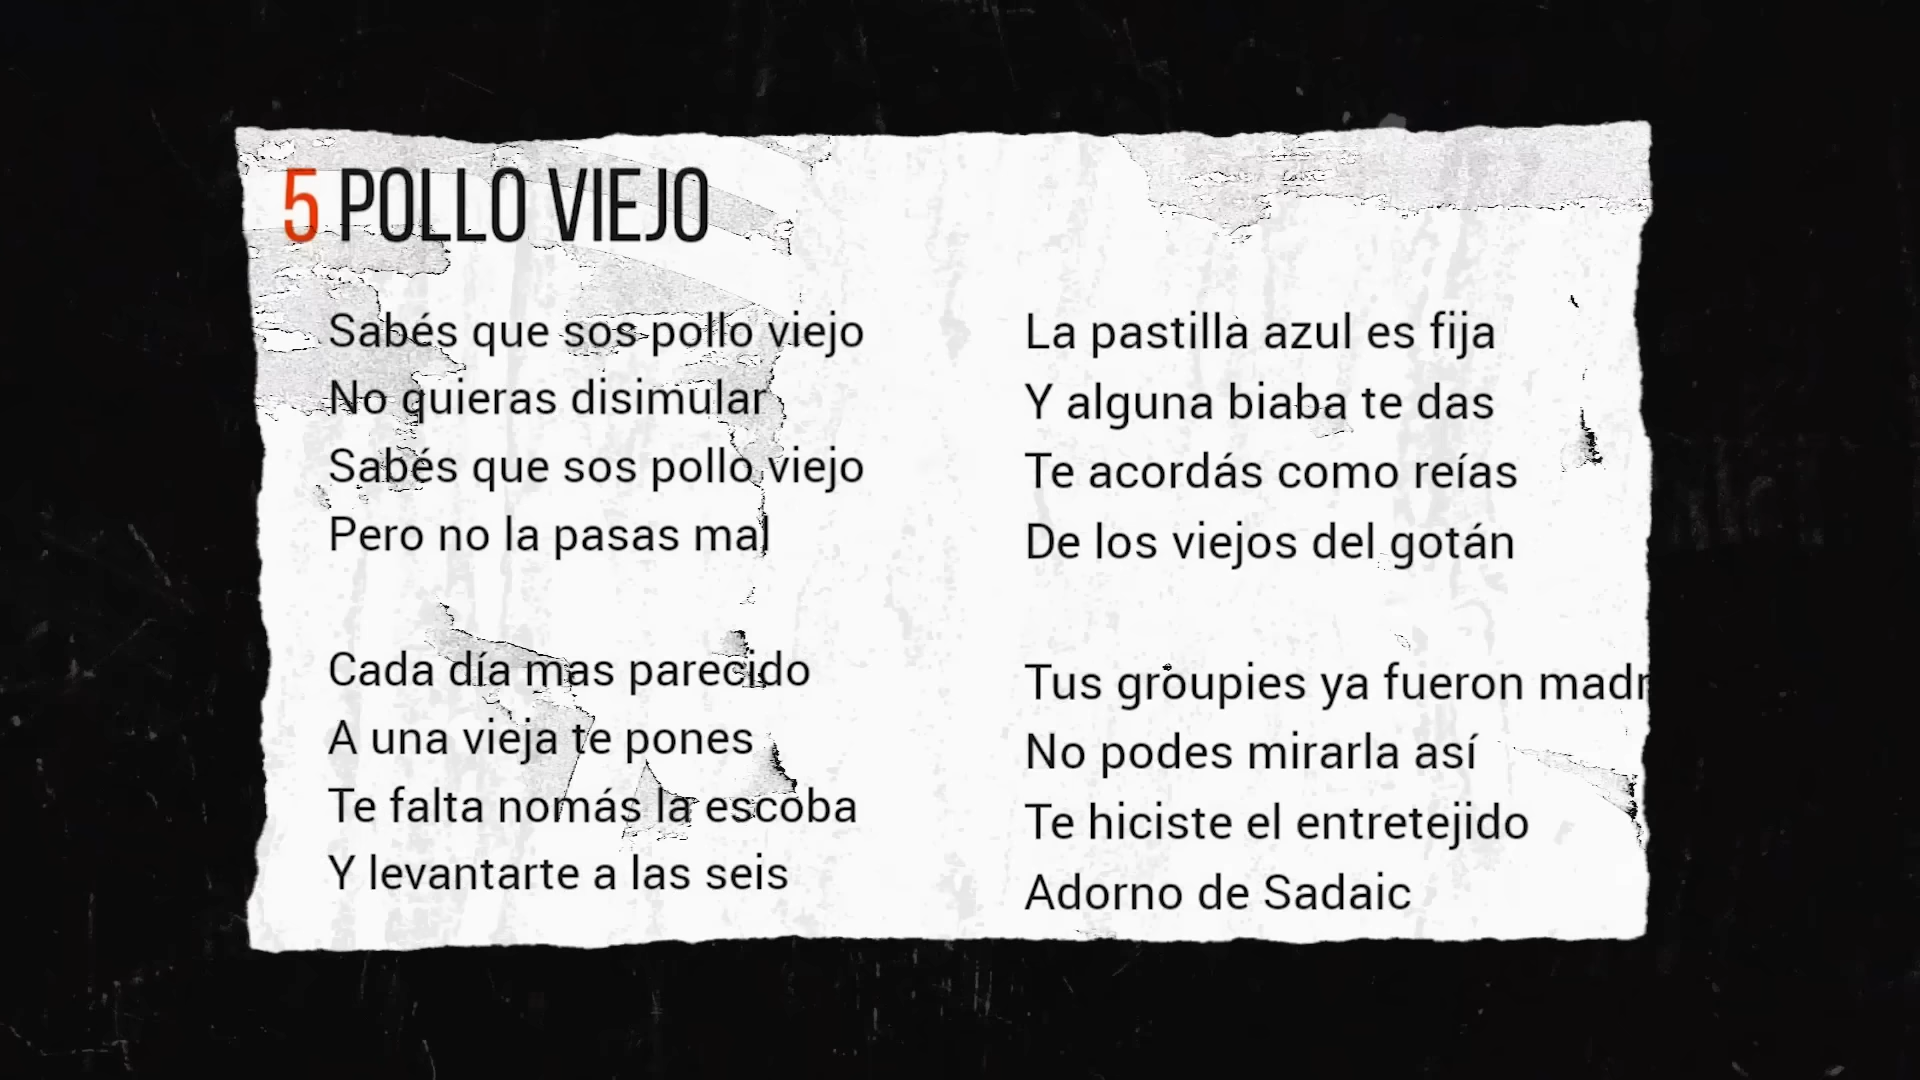 5 POLLO VIEJO
Sabés que sos pollo viejo
No quieras disimular
Sabés que sos pollo viejo
Pero no la pasas mal
Cada día mas parecido
A una vieja te pones
Te falta nomás la escoba
Y levantarte a las seis
La pastilla azul es fija
Y alguna biaba te das
Te acordás como reías
De los viejos del gotán
Tus groupies ya fueron madr
No podes mirarla así
Te hiciste el entretejido
Adorno de Sadaic